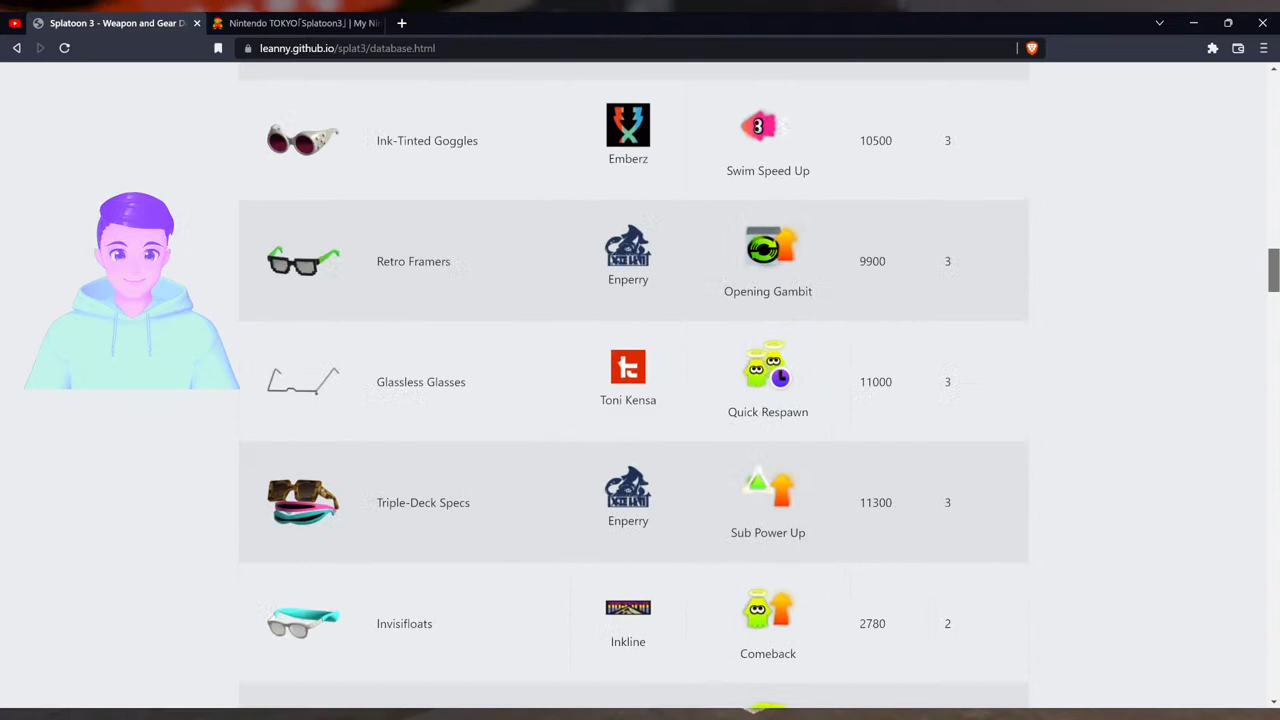 Splatoon 3 - Weapon and Gear D
Nintendo TOKYO「Splatoon3」 | My Ni
leanny.github.io/splat3/database.html
Ink-Tinted Goggles
Emberz
3
Swim Speed Up
10500
3
Retro Framers
Enperry
Opening Gambit
9900
3
Glassless Glasses
tc
Toni Kensa
Quick Respawn
11000
3
Triple-Deck Specs
Enperry
Sub Power Up
11300
3
Invisifloats
Inkline
Comeback
2780
2